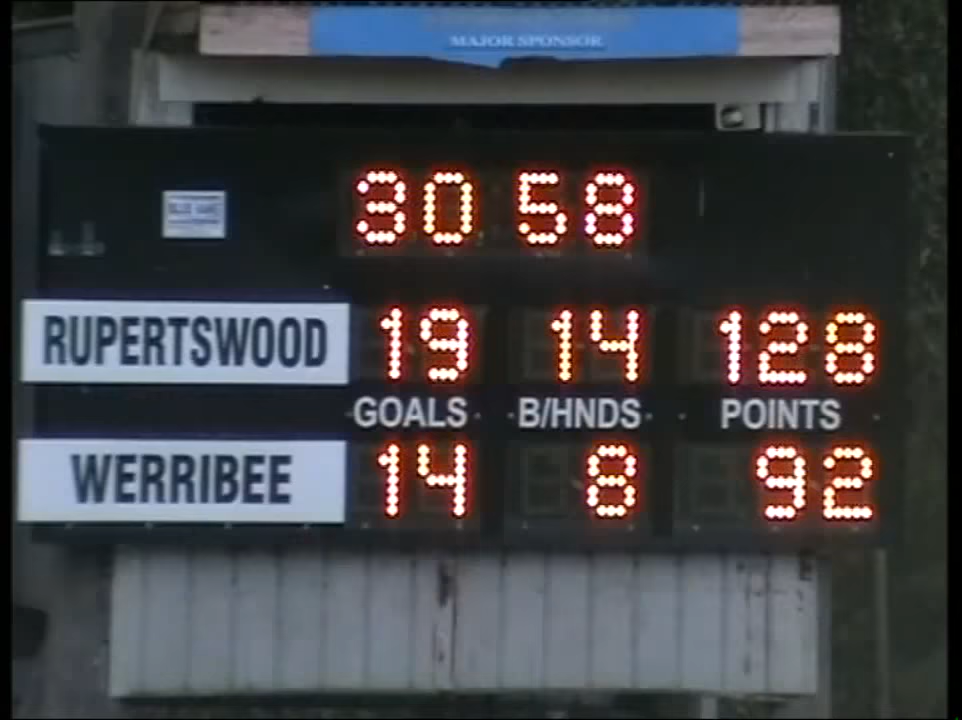 MAJOR SPONSOR
30 58
RUPERTSWOOD 19 14 128
GOALS B/HNDS POINTS
WERRIBEE 14 8 92